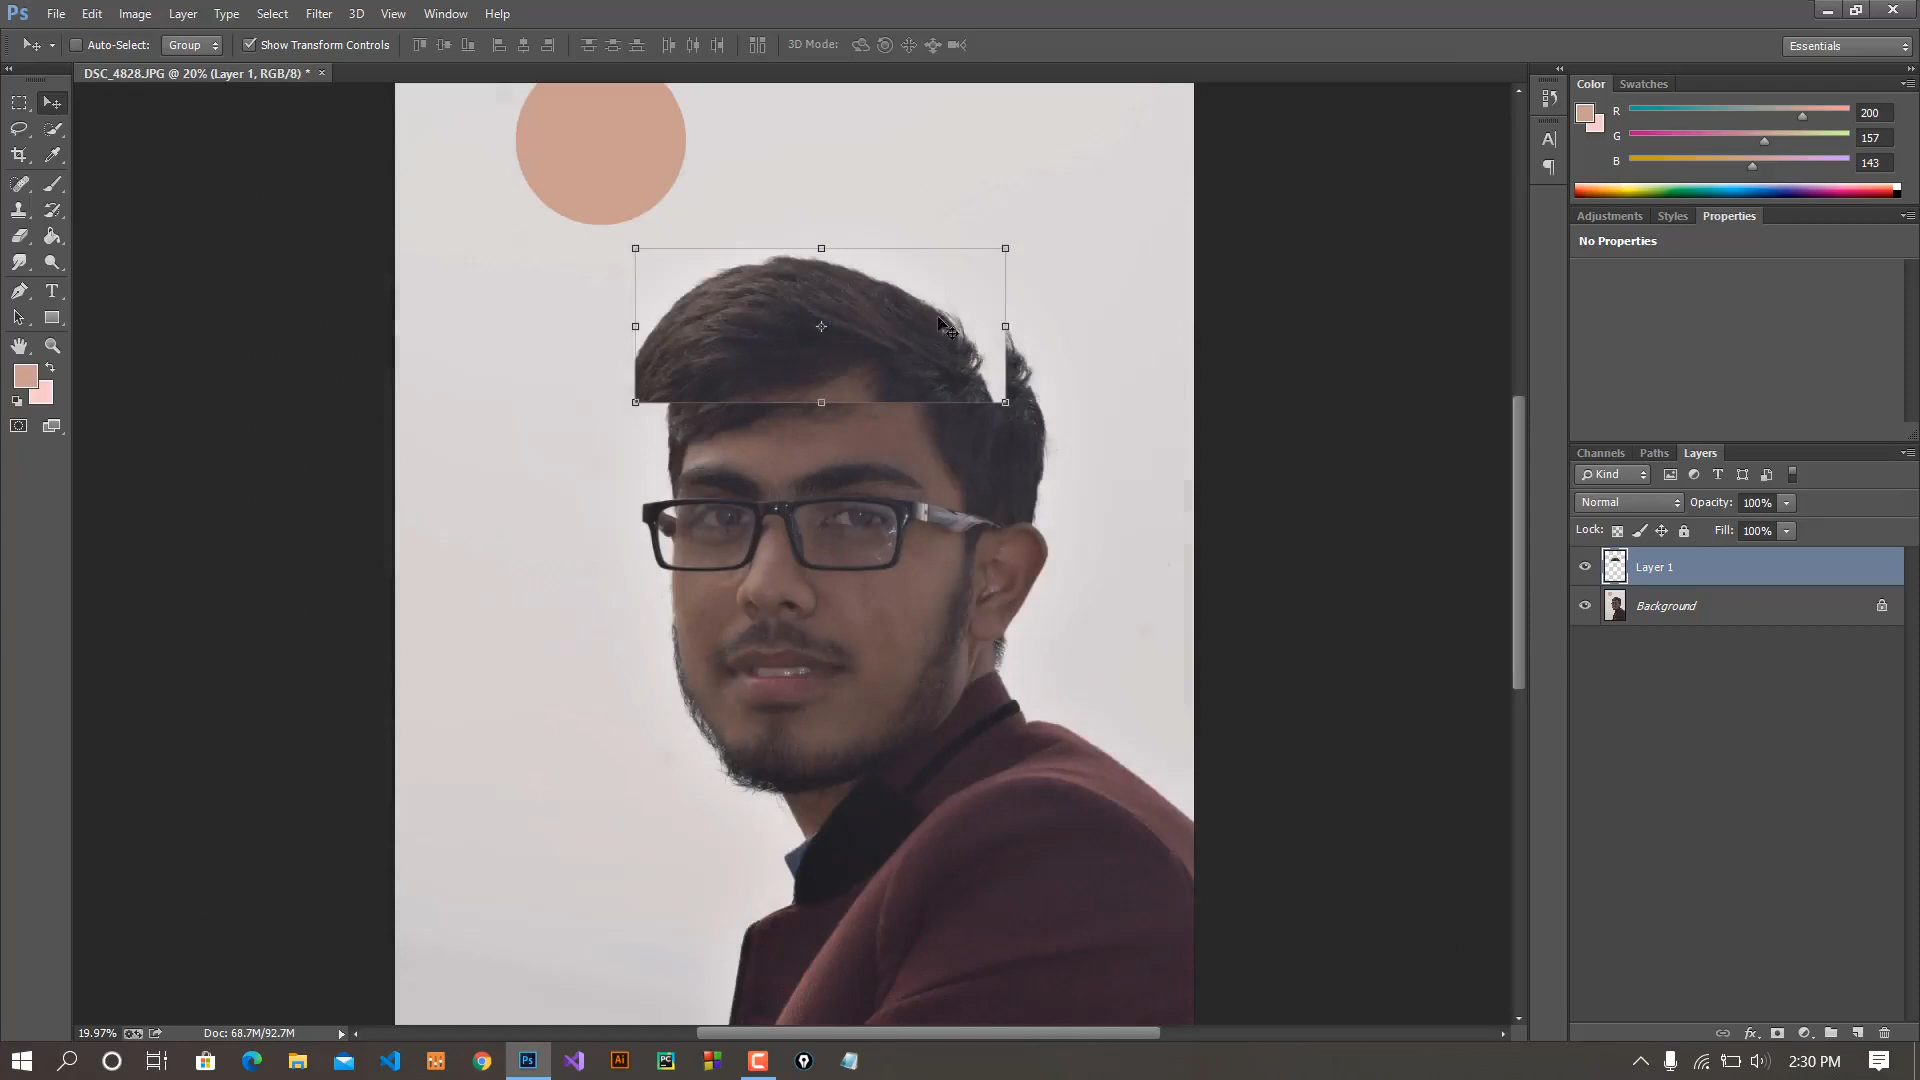 Ps File Edit Image Layer Type Select Filter 3D View Window Help
Auto-Select: Group Show Transform Controls 3D Mode: Essentials
DSC_4828.JPG @ 20% (Layer 1, RGB/8) * ×
Color Swatches
R 200
G 157
B 143
Adjustments Styles Properties
No Properties
Channels Paths Layers
Kind
Normal Opacity: 100%
Lock: Fill: 100%
Layer 1
Background
19.97% Doc: 68.7M/92.7M
2:30 PM